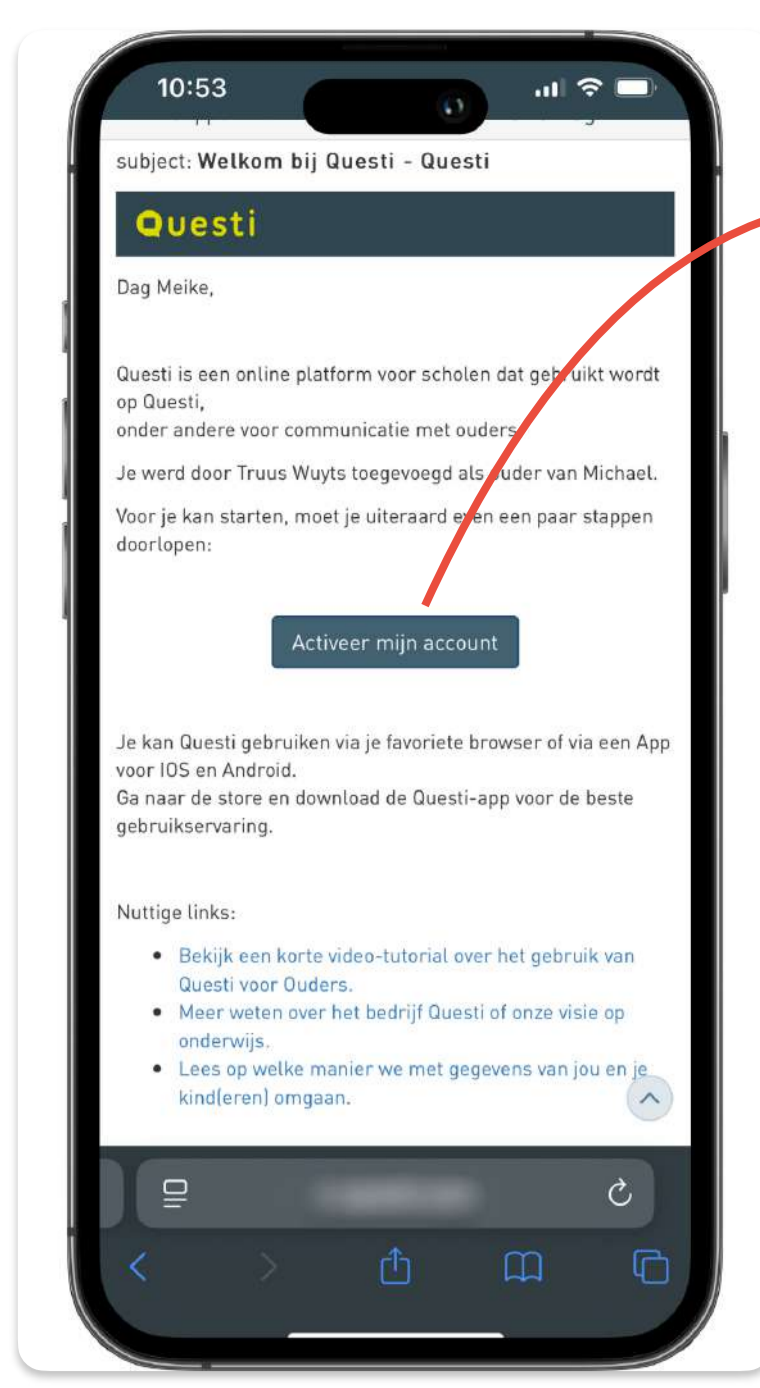 10:53
subject: Welkom bij Questi - Questi
Questi
Dag Meike,
Questi is een online platform voor scholen dat gebruikt wordt
op Questi,
onder andere voor communicatie met ouders
Je werd door Truus Wuyts toegevoegd als ouder van Michael.
Voor je kan starten, moet je uiteraard even een paar stappen
doorlopen:
Activeer mijn account
Je kan Questi gebruiken via je favoriete browser of via een App
voor IOS en Android.
Ga naar de store en download de Questi-app voor de beste
gebruikservaring.
Nuttige links:
Bekijk een korte video-tutorial over het gebruik van
Questi voor Ouders.
Meer weten over het bedrijf Questi of onze visie op
onderwijs.
Lees op welke manier we met gegevens van jou en je
kind(eren) omgaan.